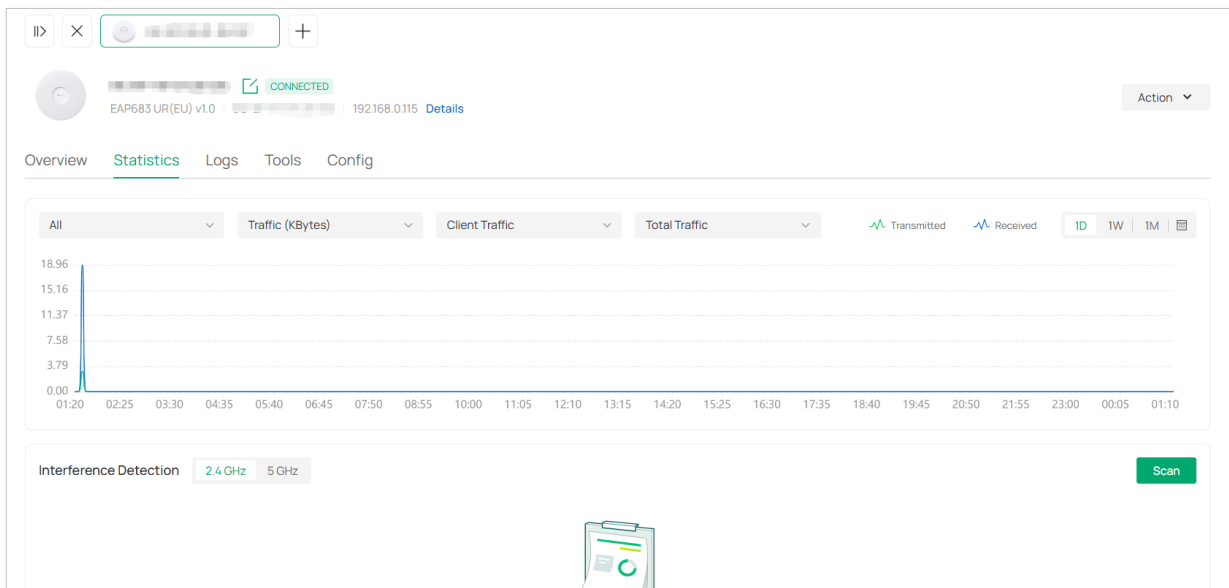 CONNECTED
EAP683 UR(EU) v1.0 192.168.0.115 Details
Action
Overview Statistics Logs Tools Config
All Traffic (KBytes) Client Traffic Total Traffic Transmitted Received 1D 1W 1M
18.96
15.16
11.37
7.58
3.79
0.00
01:20 02:25 03:30 04:35 05:40 06:45 07:50 08:55 10:00 11:05 12:10 13:15 14:20 15:25 16:30 17:35 18:40 19:45 20:50 21:55 23:00 00:05 01:10
Interference Detection 2.4 GHz 5 GHz Scan